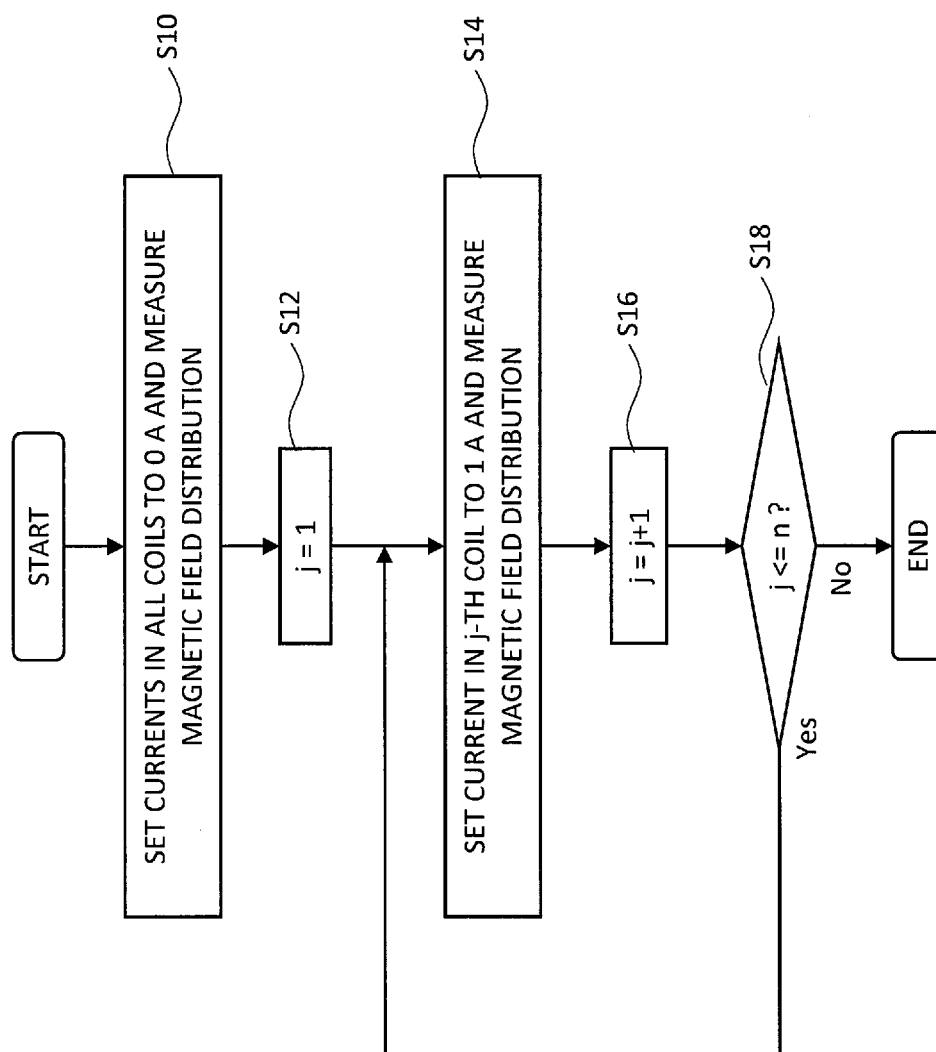 START
SET CURRENTS IN ALL COILS TO 0 A AND MEASURE
MAGNETIC FIELD DISTRIBUTION
S10
j = 1
S12
SET CURRENT IN j-TH COIL TO 1 A AND MEASURE
MAGNETIC FIELD DISTRIBUTION
S14
j = j+1
S16
j <= n ?
S18
Yes
No
END